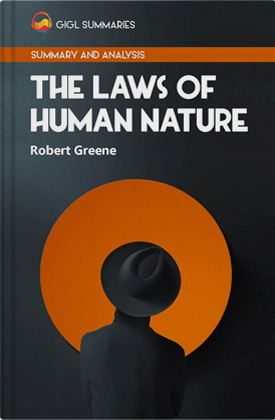 GIGL SUMMARIES
SUMMARY AND ANALYSIS
THE LAWS OF
HUMAN NATURE
Robert Greene